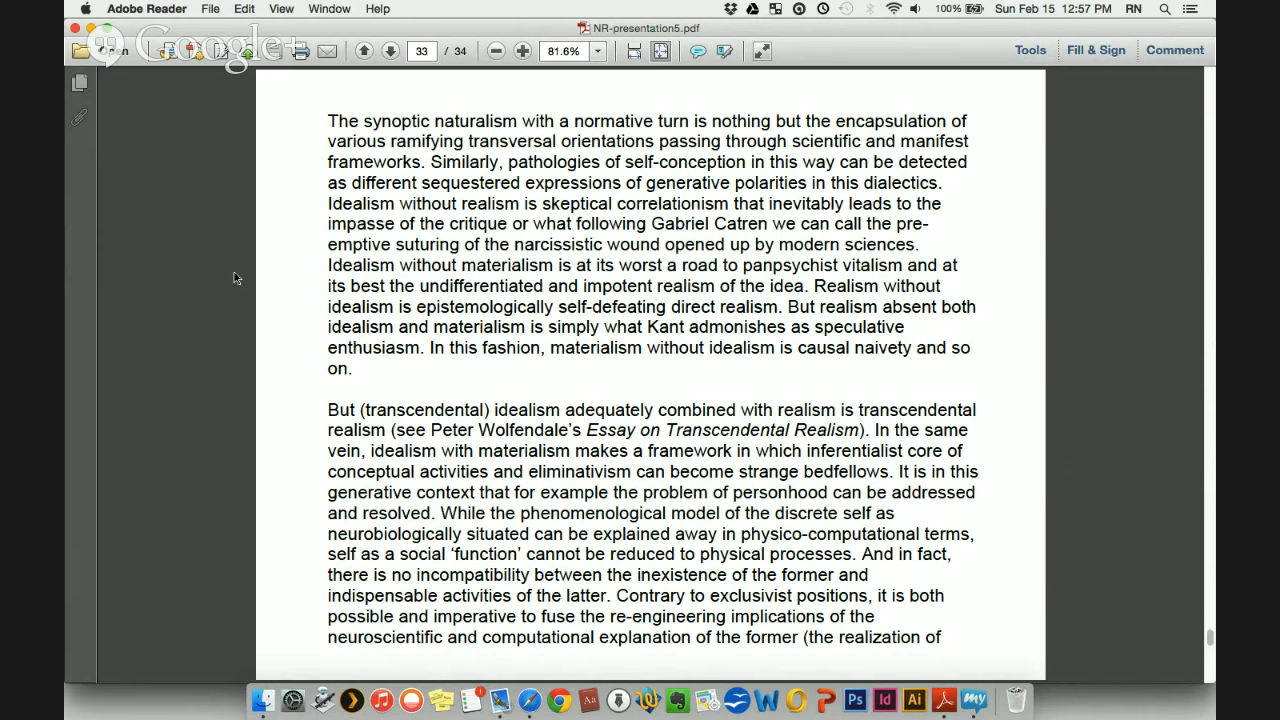 Adobe Reader File Edit View Window Help 100% Sun Feb 15 12:57 PM RN
NR-presentation5.pdf
Google+
Open 33 / 34 81.6% Tools Fill & Sign Comment
The synoptic naturalism with a normative turn is nothing but the encapsulation of
various ramifying transversal orientations passing through scientific and manifest
frameworks. Similarly, pathologies of self-conception in this way can be detected
as different sequestered expressions of generative polarities in this dialectics.
Idealism without realism is skeptical correlationism that inevitably leads to the
impasse of the critique or what following Gabriel Catren we can call the pre-
emptive suturing of the narcissistic wound opened up by modern sciences.
Idealism without materialism is at its worst a road to panpsychist vitalism and at
its best the undifferentiated and impotent realism of the idea. Realism without
idealism is epistemologically self-defeating direct realism. But realism absent both
idealism and materialism is simply what Kant admonishes as speculative
enthusiasm. In this fashion, materialism without idealism is causal naivety and so
on.
But (transcendental) idealism adequately combined with realism is transcendental
realism (see Peter Wolfendale’s Essay on Transcendental Realism). In the same
vein, idealism with materialism makes a framework in which inferentialist core of
conceptual activities and eliminativism can become strange bedfellows. It is in this
generative context that for example the problem of personhood can be addressed
and resolved. While the phenomenological model of the discrete self as
neurobiologically situated can be explained away in physico-computational terms,
self as a social ‘function’ cannot be reduced to physical processes. And in fact,
there is no incompatibility between the inexistence of the former and
indispensable activities of the latter. Contrary to exclusivist positions, it is both
possible and imperative to fuse the re-engineering implications of the
neuroscientific and computational explanation of the former (the realization of
1 Aa W P Ps Id Ai my